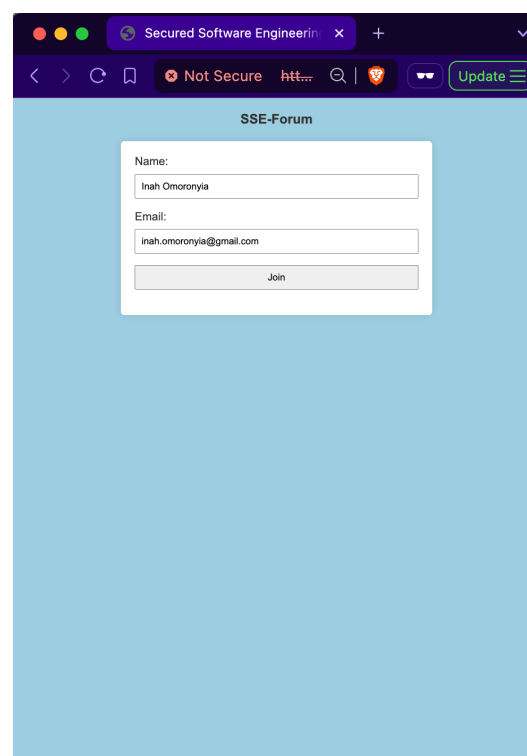 Secured Software Engineerin
Not Secure htt... Update
SSE-Forum
Name:
Inah Omoronyia
Email:
inah.omoronyia@gmail.com
Join